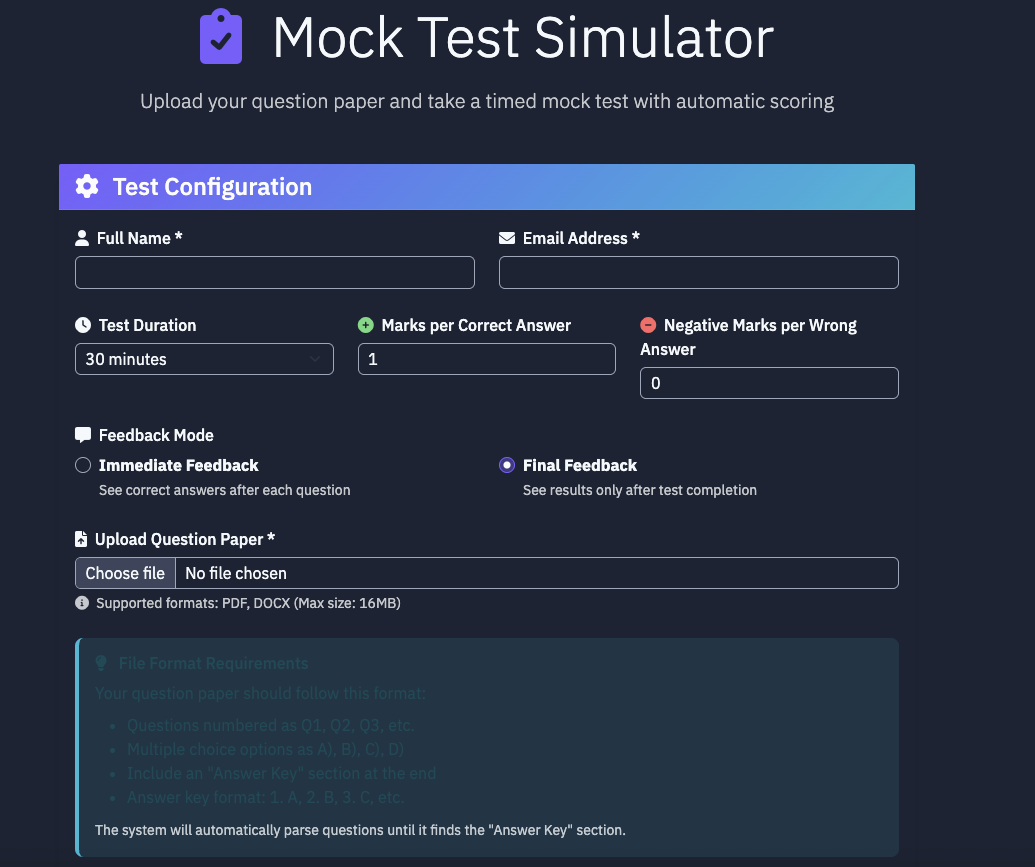 Mock Test Simulator
Upload your question paper and take a timed mock test with automatic scoring
Test Configuration
Full Name *
Email Address *
Test Duration
Marks per Correct Answer
Negative Marks per Wrong
Answer
30 minutes
1
0
Feedback Mode
Immediate Feedback
See correct answers after each question
Final Feedback
See results only after test completion
Upload Question Paper *
Choose file No file chosen
Supported formats: PDF, DOCX (Max size: 16MB)
File Format Requirements
Your question paper should follow this format:
• Questions numbered as Q1, Q2, Q3, etc.
• Multiple choice options as A), B), C), D)
• Include an "Answer Key" section at the end
• Answer key format: 1. A, 2. B, 3. C, etc.
The system will automatically parse questions until it finds the "Answer Key" section.